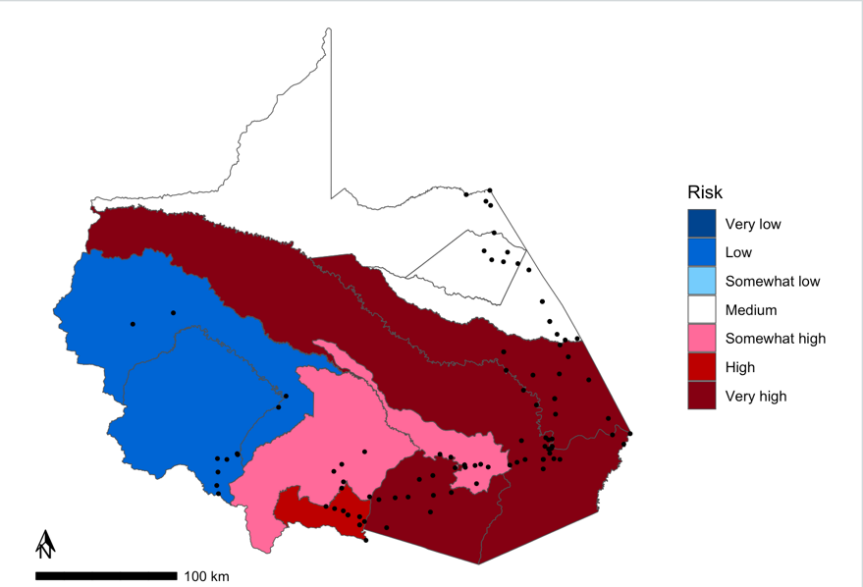 Risk
Very low
Low
Somewhat low
Medium
Somewhat high
High
Very high
N
100 km